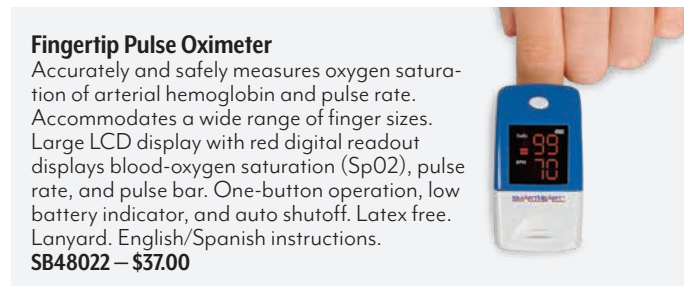 Fingertip Pulse Oximeter
Accurately and safely measures oxygen satura-
tion of arterial hemoglobin and pulse rate.
Accommodates a wide range of finger sizes.
Large LCD display with red digital readout
displays blood-oxygen saturation (Sp02), pulse
rate, and pulse bar. One-button operation, low
battery indicator, and auto shutoff. Latex free.
Lanyard. English/Spanish instructions.
SB48022 — $37.00
99
70